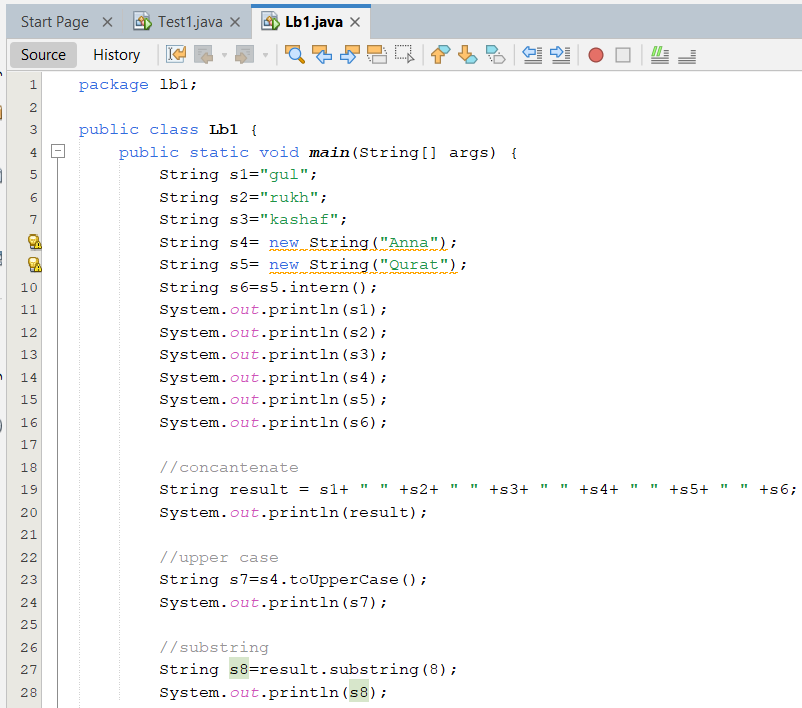 Start Page Test1.java Lb1.java
Source History
1 package lb1;
2
3 public class Lb1 {
4 public static void main(String[] args) {
5 String s1="gul";
6 String s2="rukh";
7 String s3="kashaf";
String s4= new String("Anna");
String s5= new String("Qurat");
10 String s6=s5.intern();
11 System.out.println(s1);
12 System.out.println(s2);
13 System.out.println(s3);
14 System.out.println(s4);
15 System.out.println(s5);
16 System.out.println(s6);
17
18 //concantenate
19 String result = s1+ " " +s2+ " " +s3+ " " +s4+ " " +s5+ " " +s6;
20 System.out.println(result);
21
22 //upper case
23 String s7=s4.toUpperCase();
24 System.out.println(s7);
25
26 //substring
27 String s8=result.substring(8);
28 System.out.println(s8);